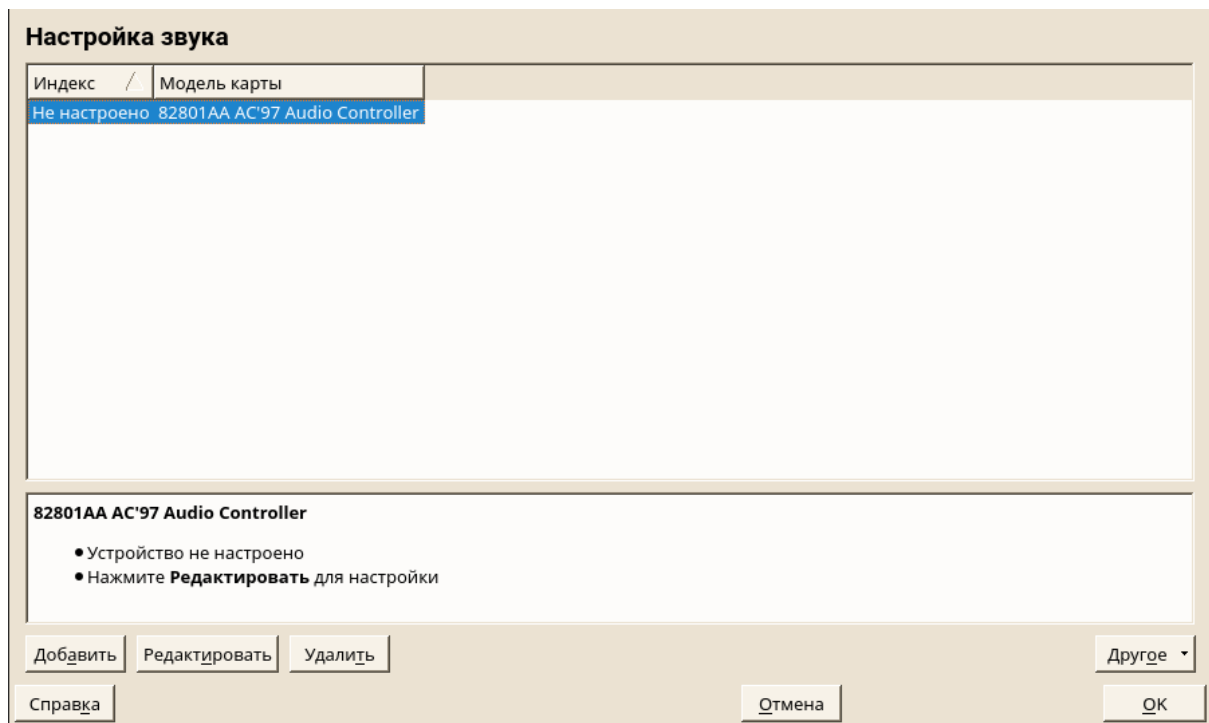 Настройка звука
Индекс Модель карты
Не настроено 82801AA AC'97 Audio Controller
82801AA AC'97 Audio Controller
● Устройство не настроено
● Нажмите Редактировать для настройки
Добавить Редактировать Удалить Другое
Справка Отмена OK